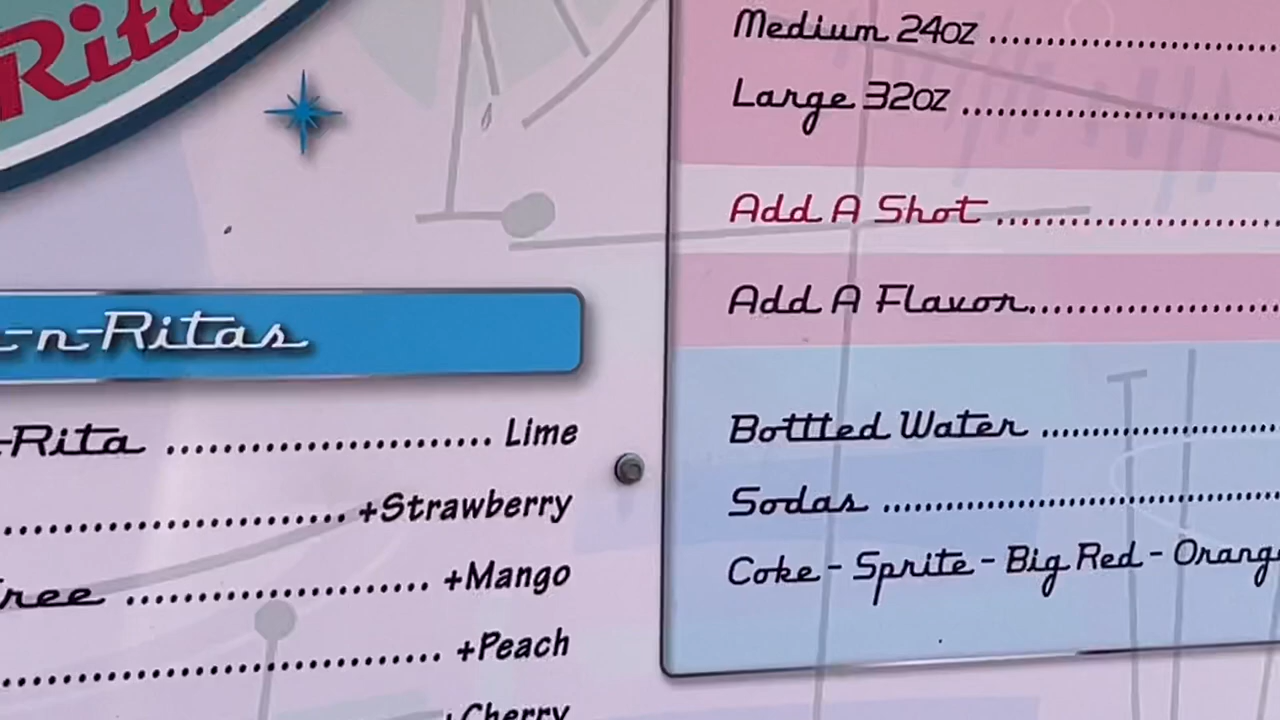 Rita
-n-Ritas
-Rita .......................... Lime
+Strawberry
ree .......................... +Mango
+Peach
+Cherry
Medium 24oz
Large 32oz
Add A Shot
Add A Flavor
Bottled Water
Sodas
Coke - Sprite - Big Red - Orang